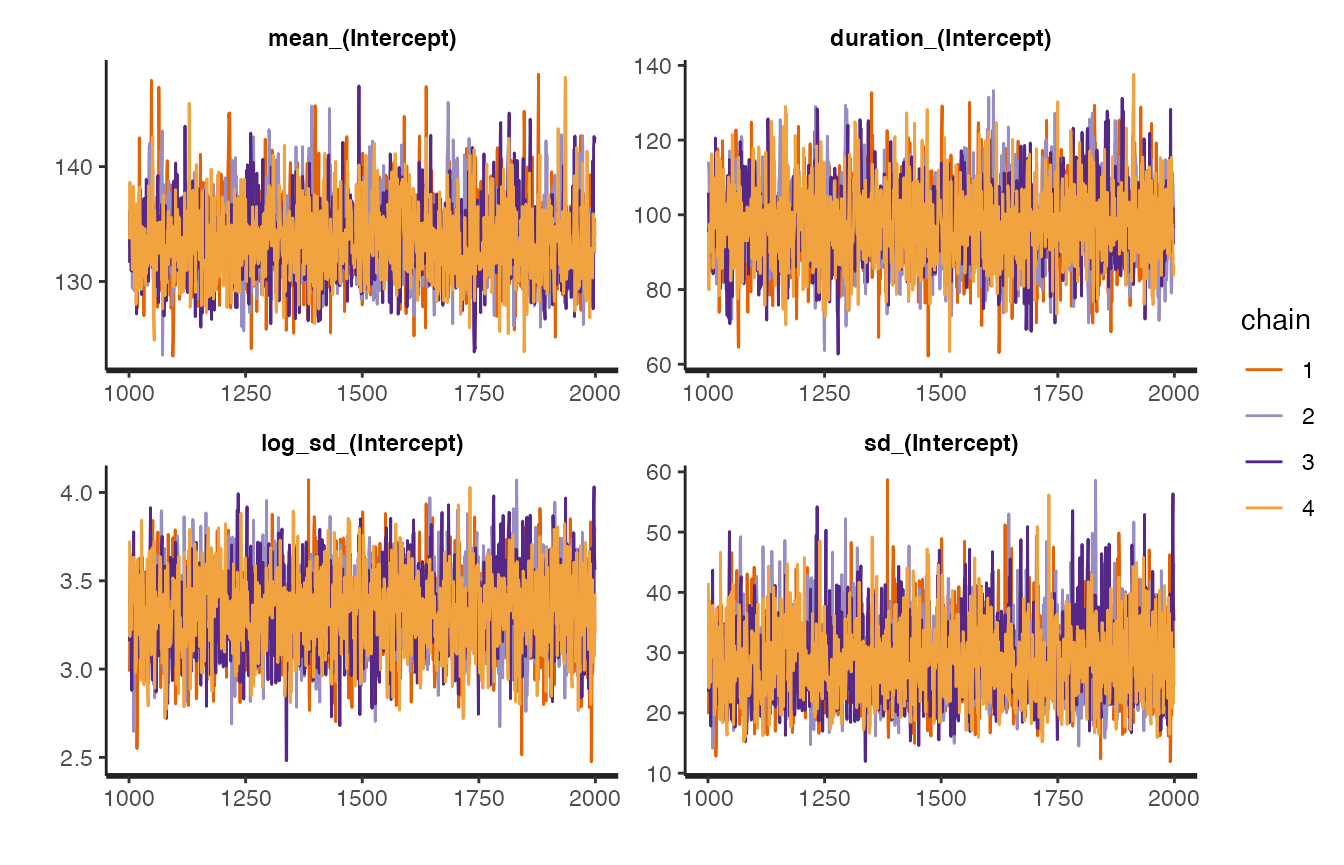 mean_(Intercept)
duration_(Intercept)
140
130
1000 1250 1500 1750 2000
140
120
100
80
60
1000 1250 1500 1750 2000
log_sd_(Intercept)
sd_(Intercept)
4.0
3.5
3.0
2.5
1000 1250 1500 1750 2000
60
50
40
30
20
10
1000 1250 1500 1750 2000
chain
1
2
3
4